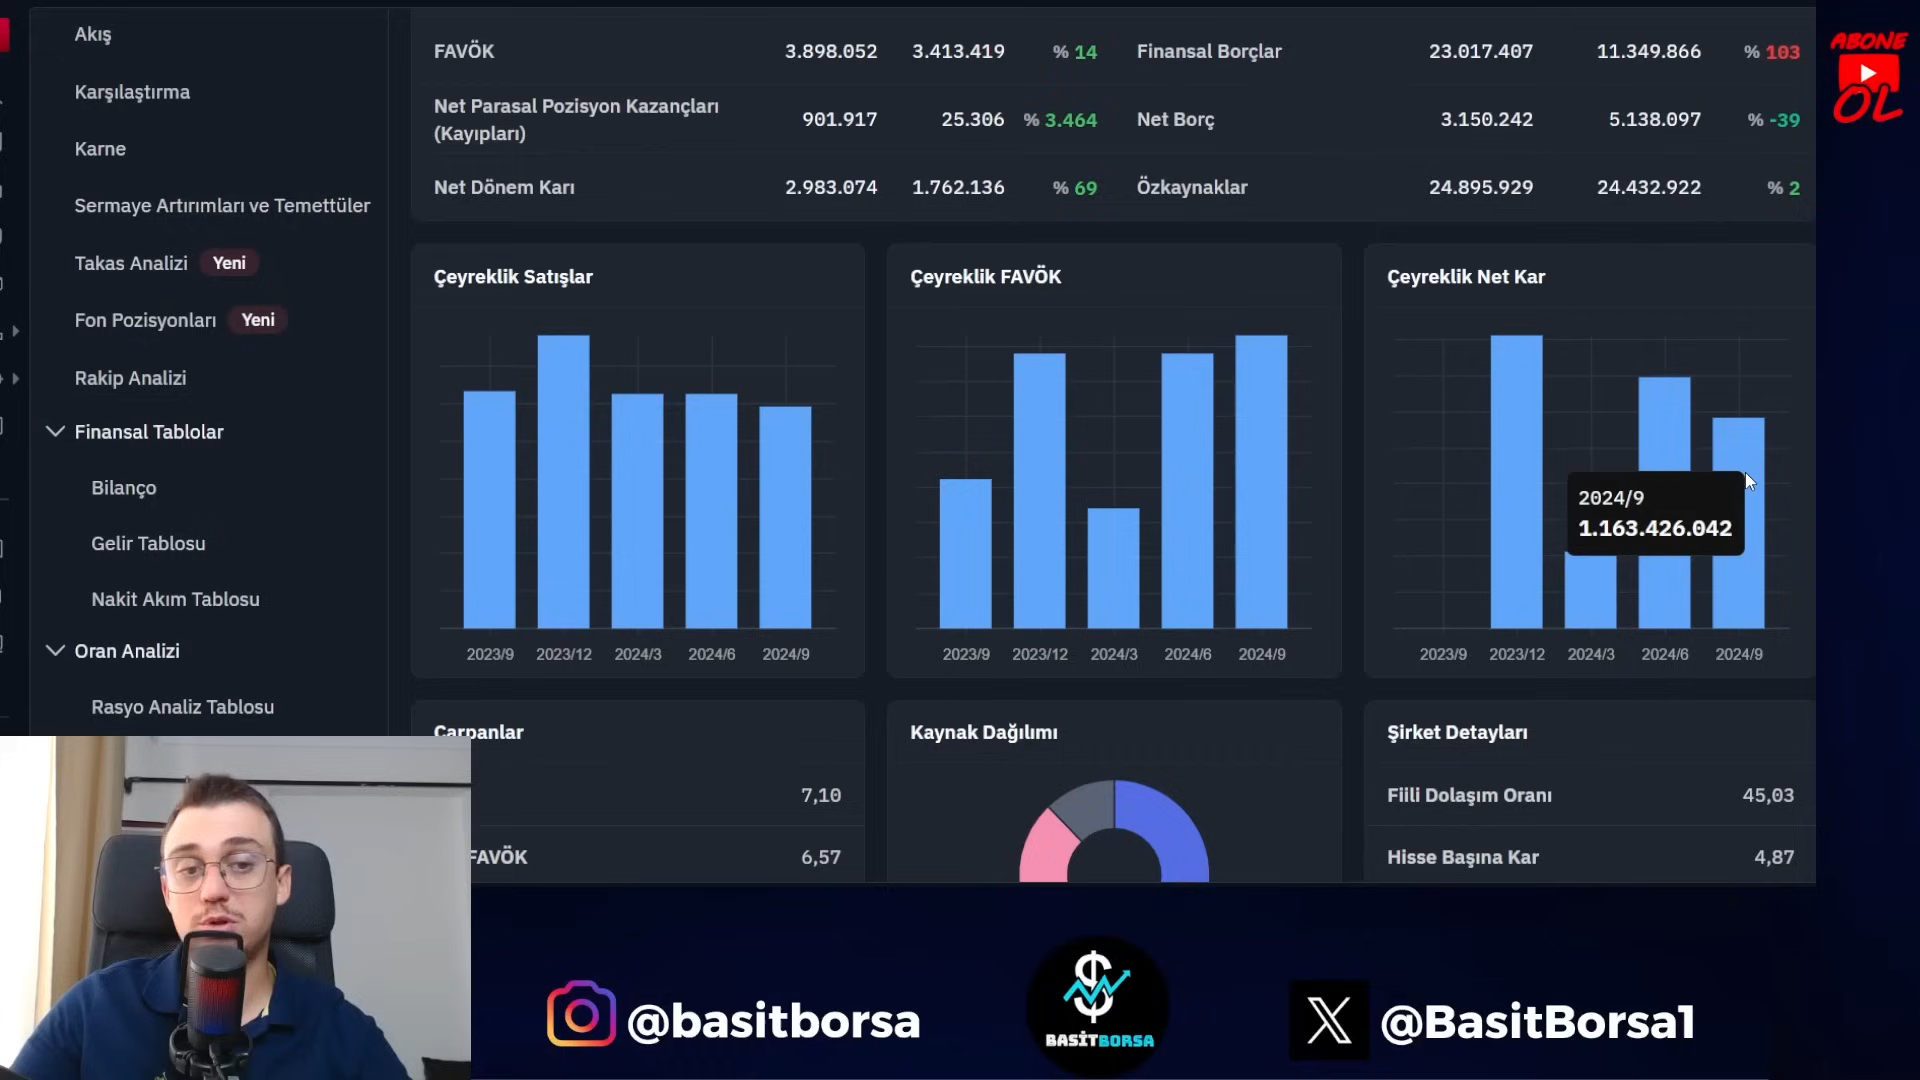 Akış
Karşılaştırma
Karne
Sermaye Artırımları ve Temettüler
Takas Analizi Yeni
Fon Pozisyonları Yeni
Rakip Analizi
Finansal Tablolar
Bilanço
Gelir Tablosu
Nakit Akım Tablosu
Oran Analizi
Rasyo Analiz Tablosu
FAVÖK 3.898.052 3.413.419 % 14 Finansal Borçlar 23.017.407 11.349.866 % 103
Net Parasal Pozisyon Kazançları
(Kayıpları) 901.917 25.306 % 3.464 Net Borç 3.150.242 5.138.097 % -39
Net Dönem Karı 2.983.074 1.762.136 % 69 Özkaynaklar 24.895.929 24.432.922 % 2
Çeyreklik Satışlar
2023/9 2023/12 2024/3 2024/6 2024/9
Çeyreklik FAVÖK
2023/9 2023/12 2024/3 2024/6 2024/9
Çeyreklik Net Kar
2024/9
1.163.426.042
2023/9 2023/12 2024/3 2024/6 2024/9
Çarpanlar
7,10
FAVÖK 6,57
Kaynak Dağılımı
Şirket Detayları
Fiili Dolaşım Oranı 45,03
Hisse Başına Kar 4,87
ABONE
OL
@basitborsa
BASİTBORSA
@BasitBorsa1